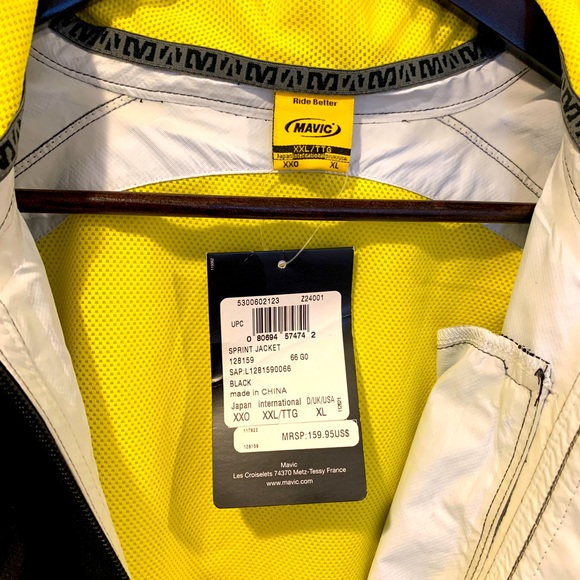 Ride Better
MAVIC
XXL/TTG
Japan International D/UK/USA
XXO XL
5300602123 Z24001
UPC
0 80694 57474 2
SPRINT JACKET
128159 66 G0
SAP:L1281590066
BLACK
made in CHINA
Japan international D/UK/USA
XXO XXL/TTG XL
117822
128159
MRSP:159.95US$
Mavic
Les Croiselets 74370 Metz-Tessy France
www.mavic.com